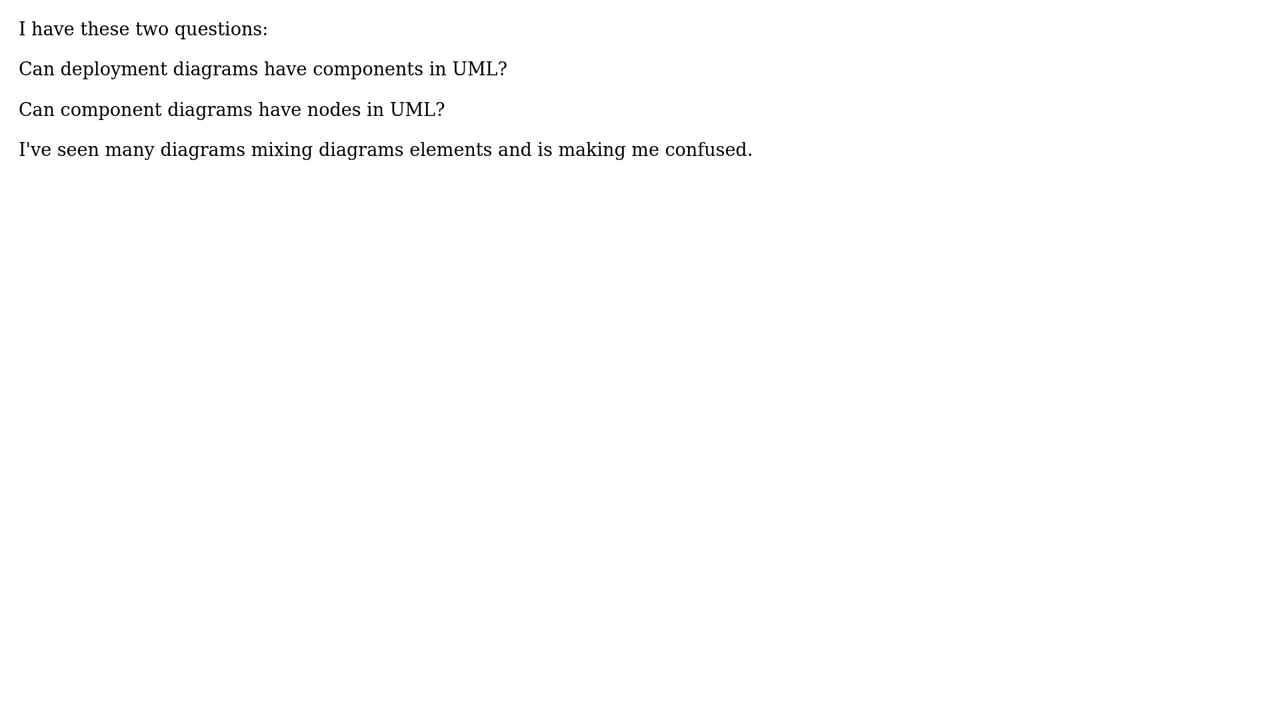 I have these two questions:
Can deployment diagrams have components in UML?
Can component diagrams have nodes in UML?
I've seen many diagrams mixing diagrams elements and is making me confused.